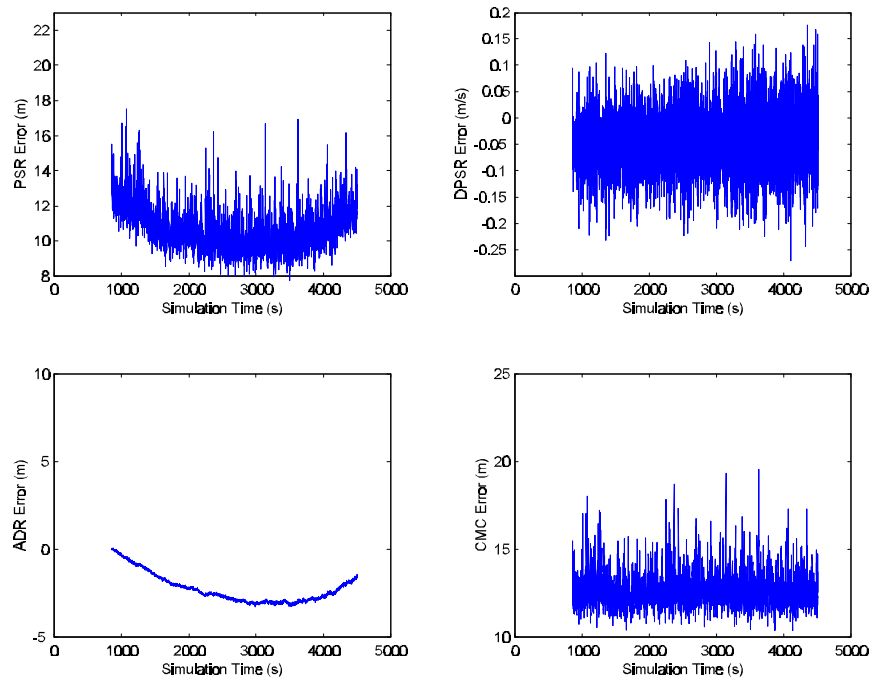 22
20
18
16
14
12
10
8
PSR Error (m)
0 1000 2000 3000 4000 5000
Simulation Time (s)
0.2
0.15
0.1
0.05
0
-0.05
-0.1
-0.15
-0.2
-0.25
DPSR Error (m/s)
0 1000 2000 3000 4000 5000
Simulation Time (s)
10
5
0
-5
ADR Error (m)
0 1000 2000 3000 4000 5000
Simulation Time (s)
25
20
15
10
CMC Error (m)
0 1000 2000 3000 4000 5000
Simulation Time (s)